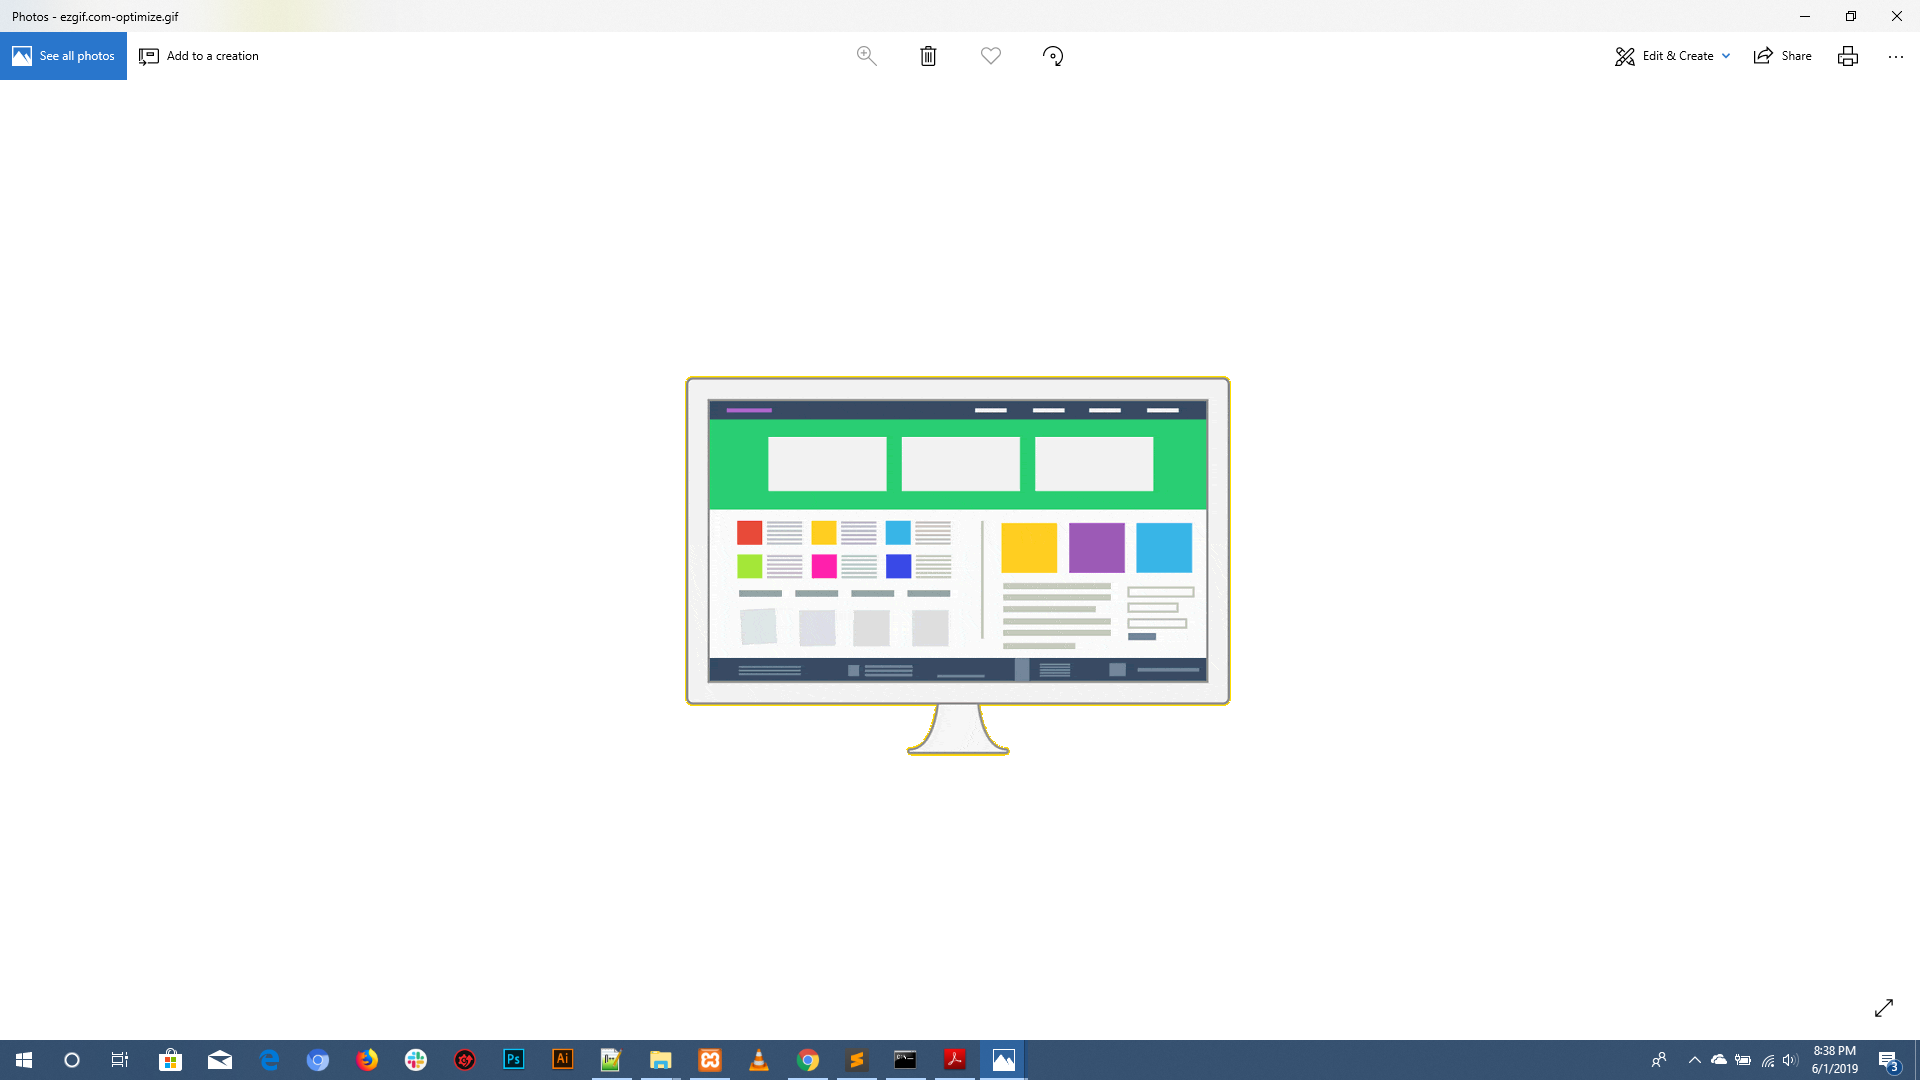 Photos - ezgif.com-optimize.gif
See all photos
Add to a creation
Edit & Create
Share
Ps
Ai
8:38 PM
6/1/2019
3